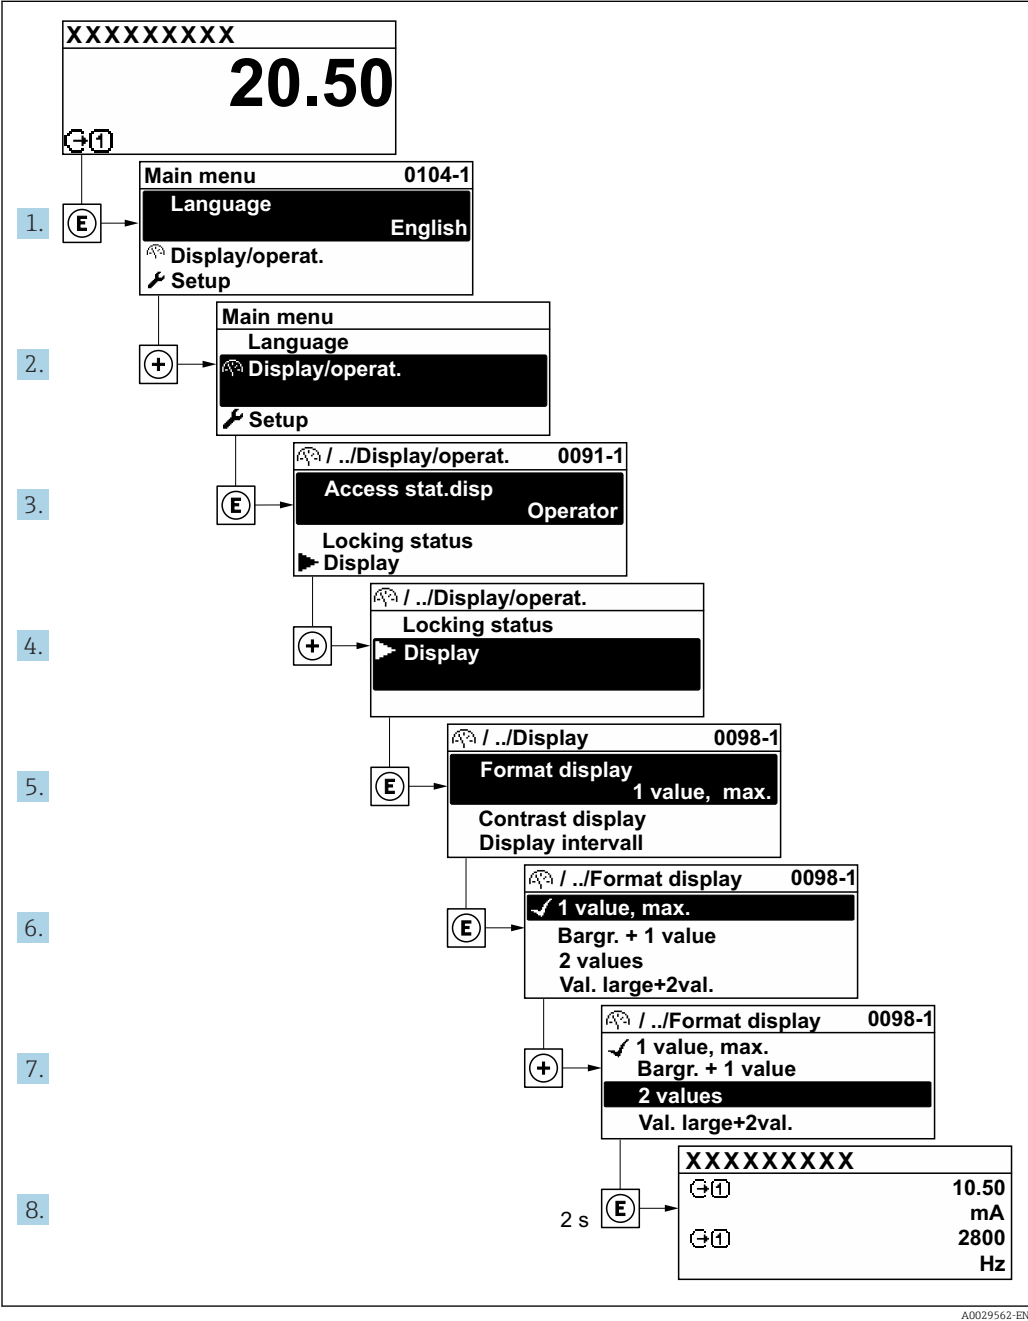 XXXXXXXXX
20.50
1
Main menu 0104-1
Language
English
Display/operat.
Setup
1. E
Main menu
Language
Display/operat.
Setup
2. +
/ ../Display/operat. 0091-1
Access stat.disp
Operator
Locking status
Display
3. E
/ ../Display/operat.
Locking status
Display
4. +
/ ../Display 0098-1
Format display
1 value, max.
Contrast display
Display intervall
5. E
/ ../Format display 0098-1
1 value, max.
Bargr. + 1 value
2 values
Val. large+2val.
6. E
/ ../Format display 0098-1
1 value, max.
Bargr. + 1 value
2 values
Val. large+2val.
7. +
XXXXXXXXX
1 10.50
mA
1 2800
Hz
8. 2 s E
A0029562-EN